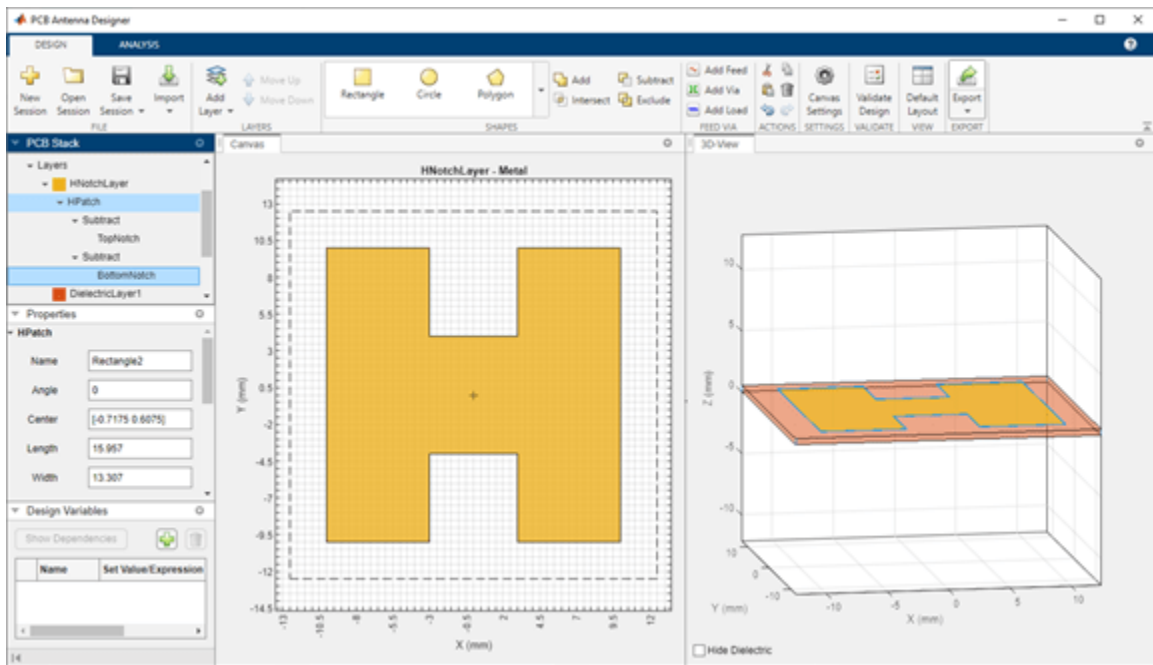 PCB Antenna Designer
DESIGN ANALYSIS
New Session
Open Session
Save Session
Import
FILE
Add Layer
Move Up
Move Down
LAYERS
Rectangle
Circle
Polygon
SHAPES
Add
Subtract
Intersect
Exclude
Add Feed
Add Via
Add Load
FEED VIA
ACTIONS
Canvas Settings
SETTINGS
Validate Design
VALIDATE
Default Layout
VIEW
Export
EXPORT
PCB Stack
Layers
HNotchLayer
HPatch
Subtract
TopNotch
Subtract
BottomNotch
DielectricLayer1
Properties
HPatch
Name Rectangle2
Angle 0
Center [-0.7175 0.6075]
Length 15.957
Width 13.307
Design Variables
Show Dependencies
Name Set Value/Expression
Canvas
HNotchLayer - Metal
13
10.5
8
5.5
3
0.5
-2
-4.5
-7
-9.5
-12
-14.5
Y (mm)
-13 -10.5 -8 -5.5 -3 -0.5 2 4.5 7 9.5 12
X (mm)
3D-View
10
5
0
-5
-10
Z (mm)
10
0
-10
Y (mm)
-10 -5 0 5 10
X (mm)
Hide Dielectric